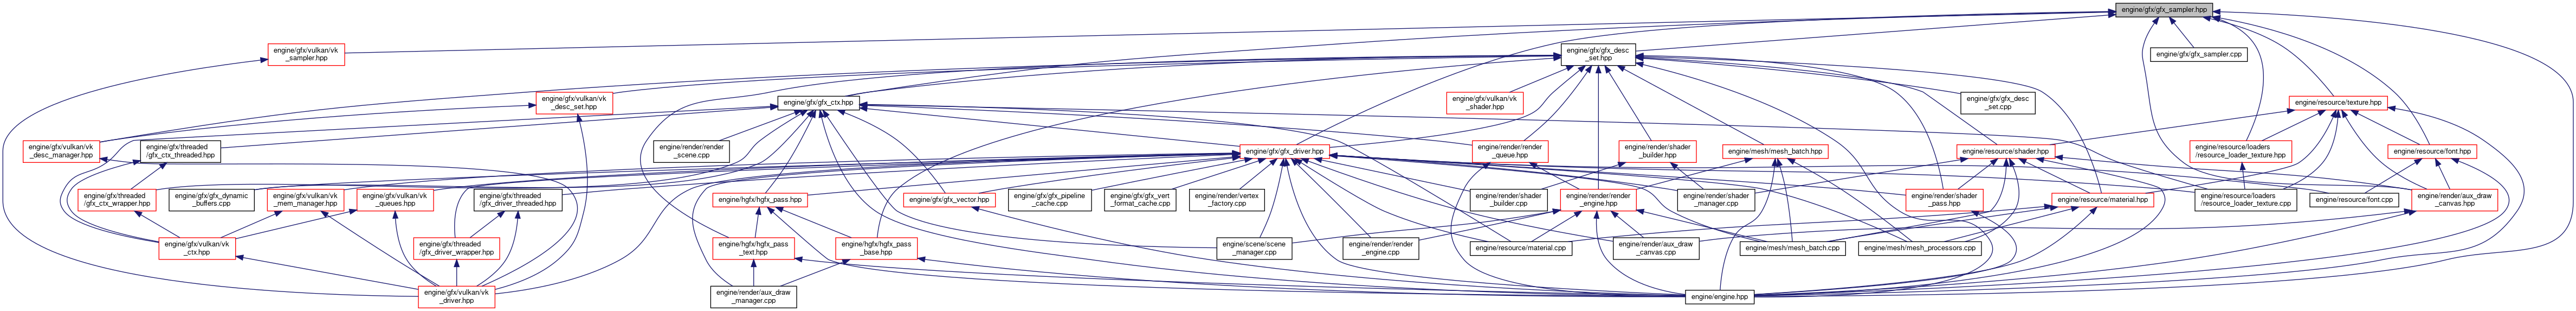 engine/gfx/gfx_sampler.hpp
engine/gfx/vulkan/vk
_sampler.hpp
engine/gfx/gfx_desc
_set.hpp
engine/gfx/gfx_sampler.cpp
engine/gfx/vulkan/vk
_desc_set.hpp
engine/gfx/gfx_ctx.hpp
engine/gfx/vulkan/vk
_shader.hpp
engine/gfx/gfx_desc
_set.cpp
engine/resource/texture.hpp
engine/gfx/vulkan/vk
_desc_manager.hpp
engine/gfx/threaded
/gfx_ctx_threaded.hpp
engine/render/render
_scene.cpp
engine/gfx/gfx_driver.hpp
engine/render/render
_queue.hpp
engine/render/shader
_builder.hpp
engine/mesh/mesh_batch.hpp
engine/resource/shader.hpp
engine/resource/loaders
/resource_loader_texture.hpp
engine/resource/font.hpp
engine/gfx/threaded
/gfx_ctx_wrapper.hpp
engine/gfx/gfx_dynamic
_buffers.cpp
engine/gfx/vulkan/vk
_mem_manager.hpp
engine/gfx/vulkan/vk
_queues.hpp
engine/gfx/threaded
/gfx_driver_threaded.hpp
engine/hgfx/hgfx_pass.hpp
engine/gfx/gfx_vector.hpp
engine/gfx/gfx_pipeline
_cache.cpp
engine/gfx/gfx_vert
_format_cache.cpp
engine/render/vertex
_factory.cpp
engine/render/shader
_builder.cpp
engine/render/render
_engine.hpp
engine/render/shader
_manager.cpp
engine/render/shader
_pass.hpp
engine/resource/material.hpp
engine/resource/loaders
/resource_loader_texture.cpp
engine/resource/font.cpp
engine/render/aux_draw
_canvas.hpp
engine/gfx/vulkan/vk
_ctx.hpp
engine/gfx/threaded
/gfx_driver_wrapper.hpp
engine/hgfx/hgfx_pass
_text.hpp
engine/hgfx/hgfx_pass
_base.hpp
engine/scene/scene
_manager.cpp
engine/render/render
_engine.cpp
engine/resource/material.cpp
engine/render/aux_draw
_canvas.cpp
engine/mesh/mesh_batch.cpp
engine/mesh/mesh_processors.cpp
engine/gfx/vulkan/vk
_driver.hpp
engine/render/aux_draw
_manager.cpp
engine/engine.hpp